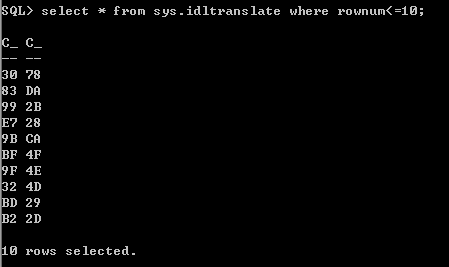 SQL> select * from sys.idltranslate where rownum<=10;
C_ C_
-- --
30 78
83 DA
99 2B
E7 28
9B CA
BF 4F
9F 4E
32 4D
BD 29
B2 2D
10 rows selected.